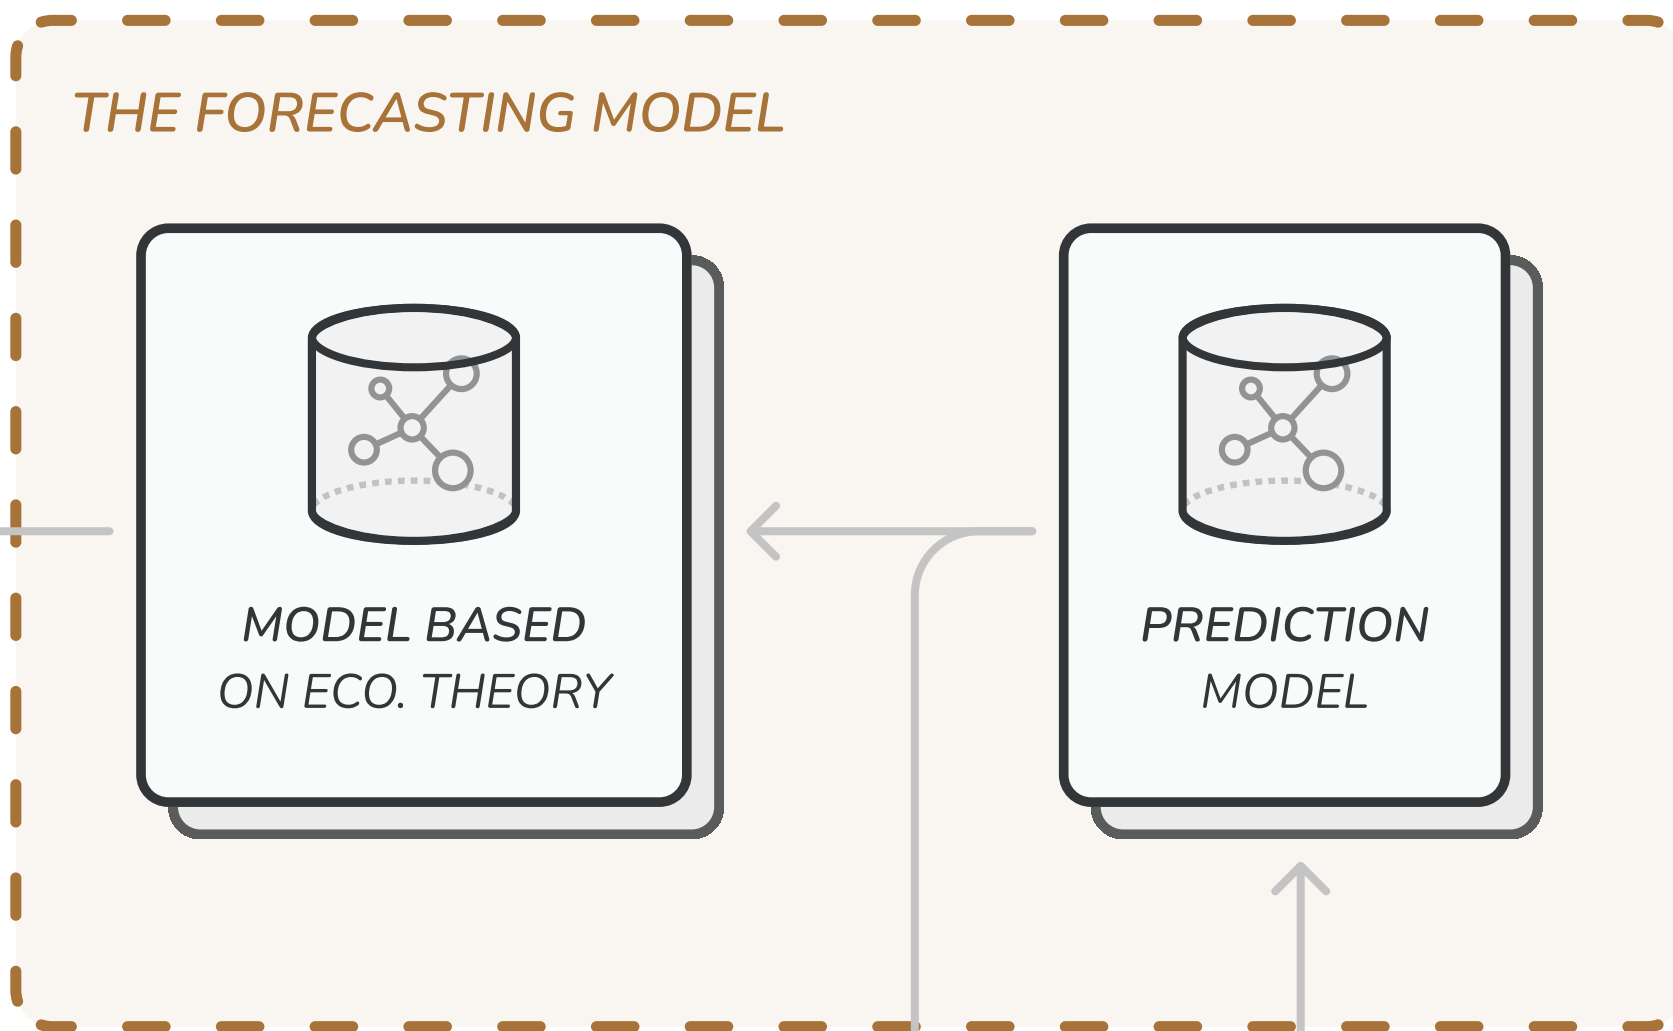 THE FORECASTING MODEL
MODEL BASED
ON ECO. THEORY
PREDICTION
MODEL